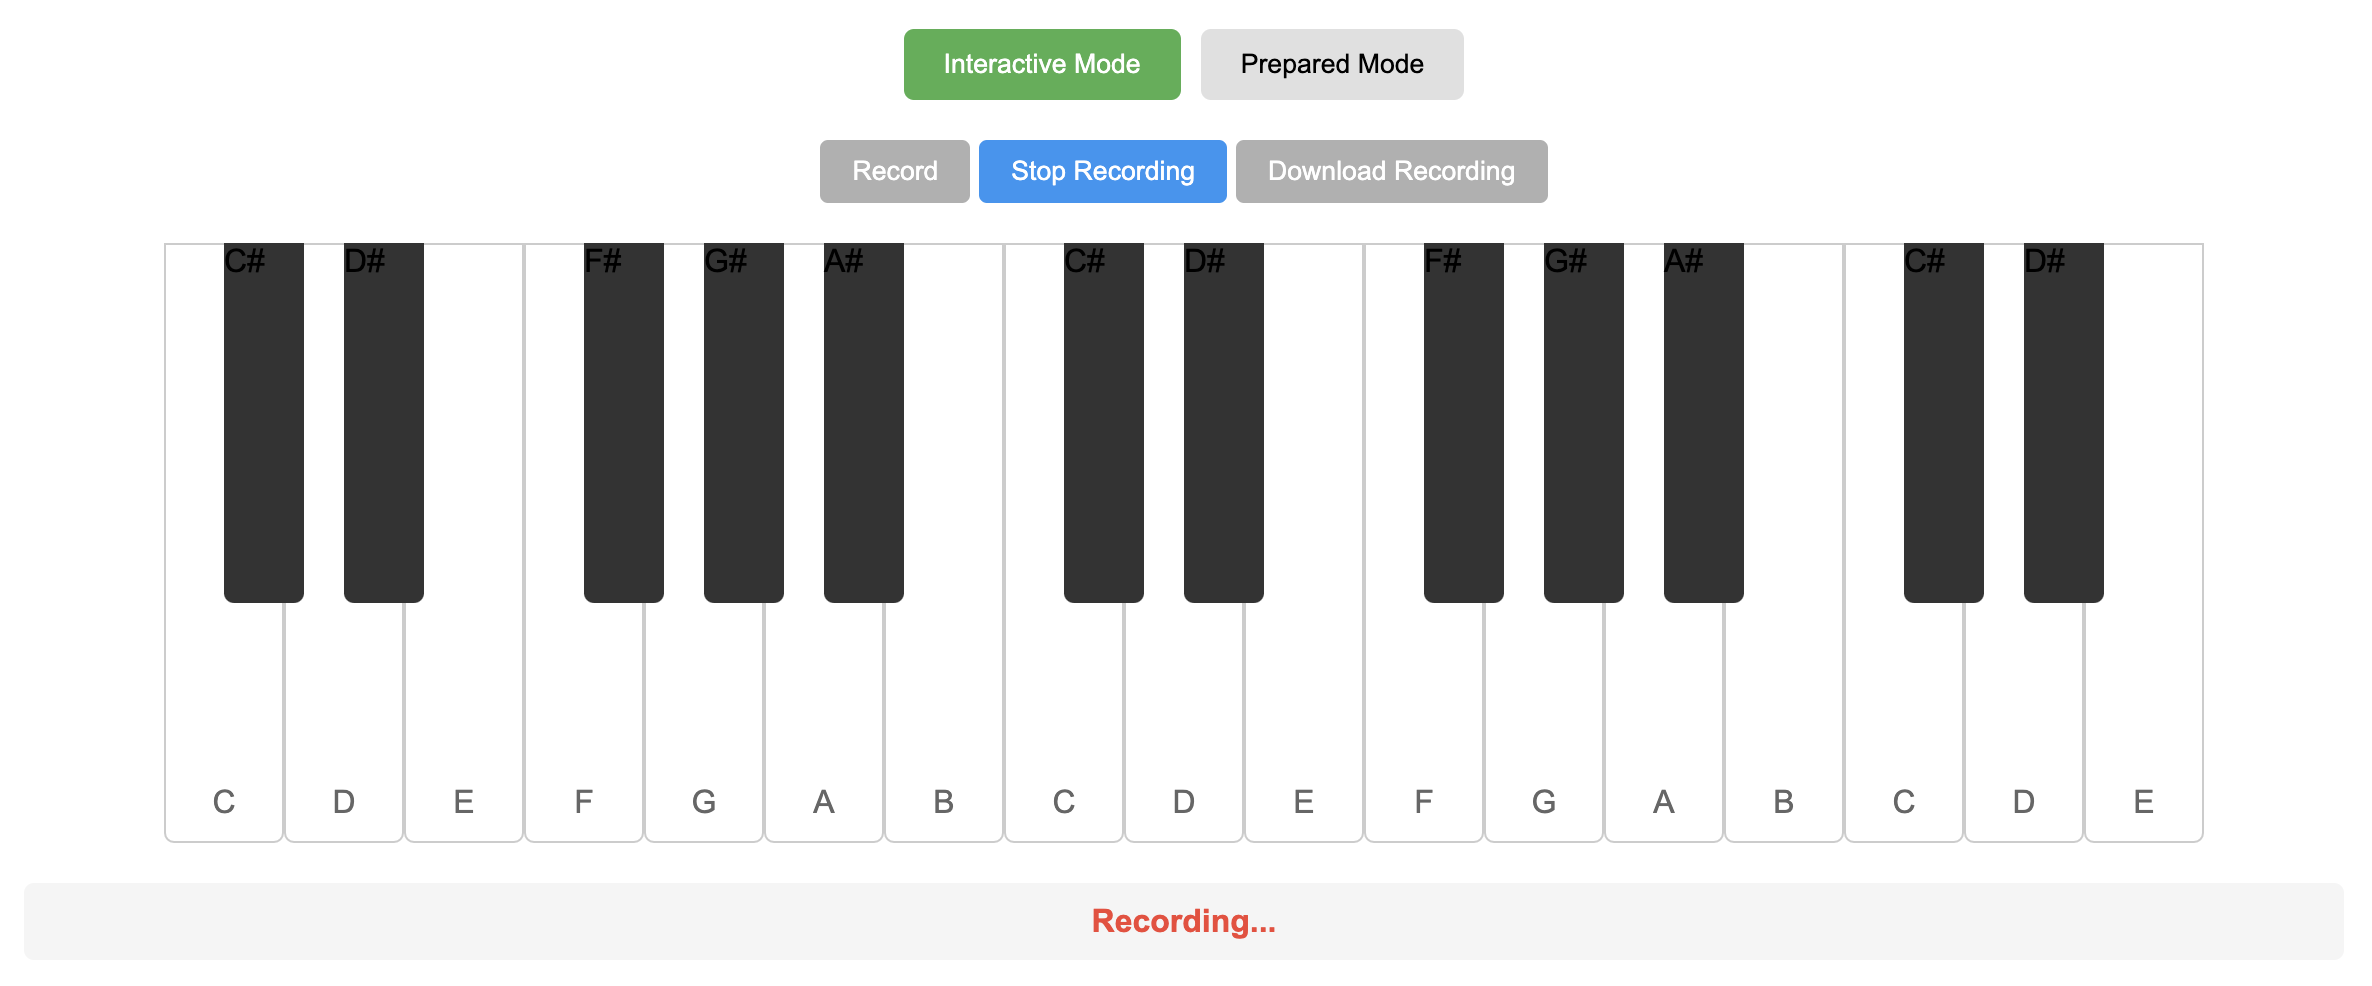 Interactive Mode Prepared Mode
Record Stop Recording Download Recording
C# D# F# G# A# C# D# F# G# A# C# D#
C D E F G A B C D E F G A B C D E
Recording...